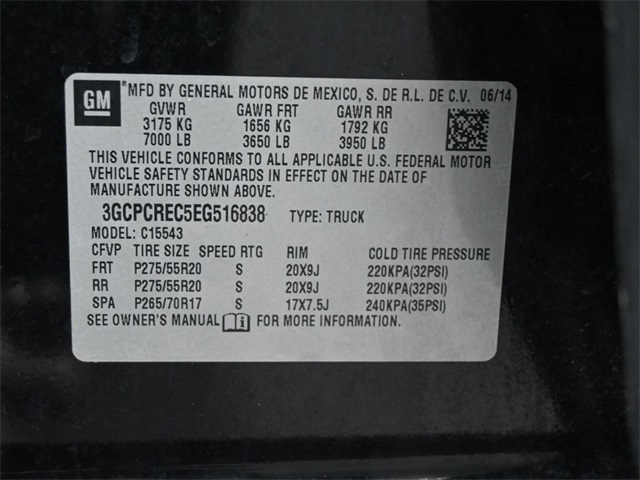 GM
*MFD BY GENERAL MOTORS DE MEXICO, S. DE R.L. DE C.V. 06/14
GVWR GAWR FRT GAWR RR
3175 KG 1656 KG 1792 KG
7000 LB 3650 LB 3950 LB
THIS VEHICLE CONFORMS TO ALL APPLICABLE U.S. FEDERAL MOTOR
VEHICLE SAFETY STANDARDS IN EFFECT ON THE DATE OF
MANUFACTURE SHOWN ABOVE.
3GCPCREC5EG516838 TYPE: TRUCK
MODEL: C15543
CFVP TIRE SIZE SPEED RTG RIM COLD TIRE PRESSURE
FRT P275/55R20 S 20X9J 220KPA(32PSI)
RR P275/55R20 S 20X9J 220KPA(32PSI)
SPA P265/70R17 S 17X7.5J 240KPA(35PSI)
SEE OWNER'S MANUAL FOR MORE INFORMATION.